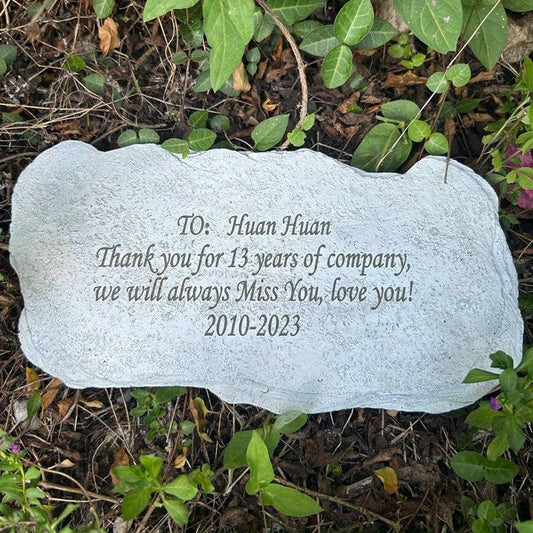 TO: Huan Huan
Thank you for 13 years of company,
we will always Miss You, love you!
2010-2023